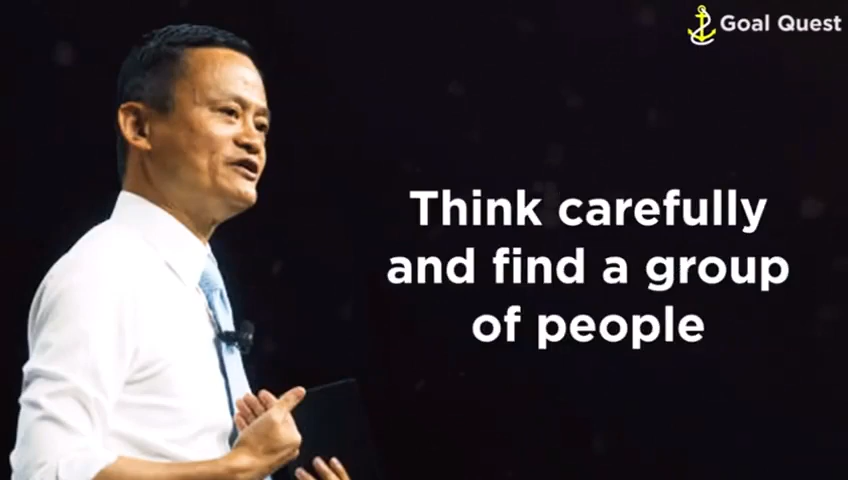 Goal Quest
Think carefully
and find a group
of people